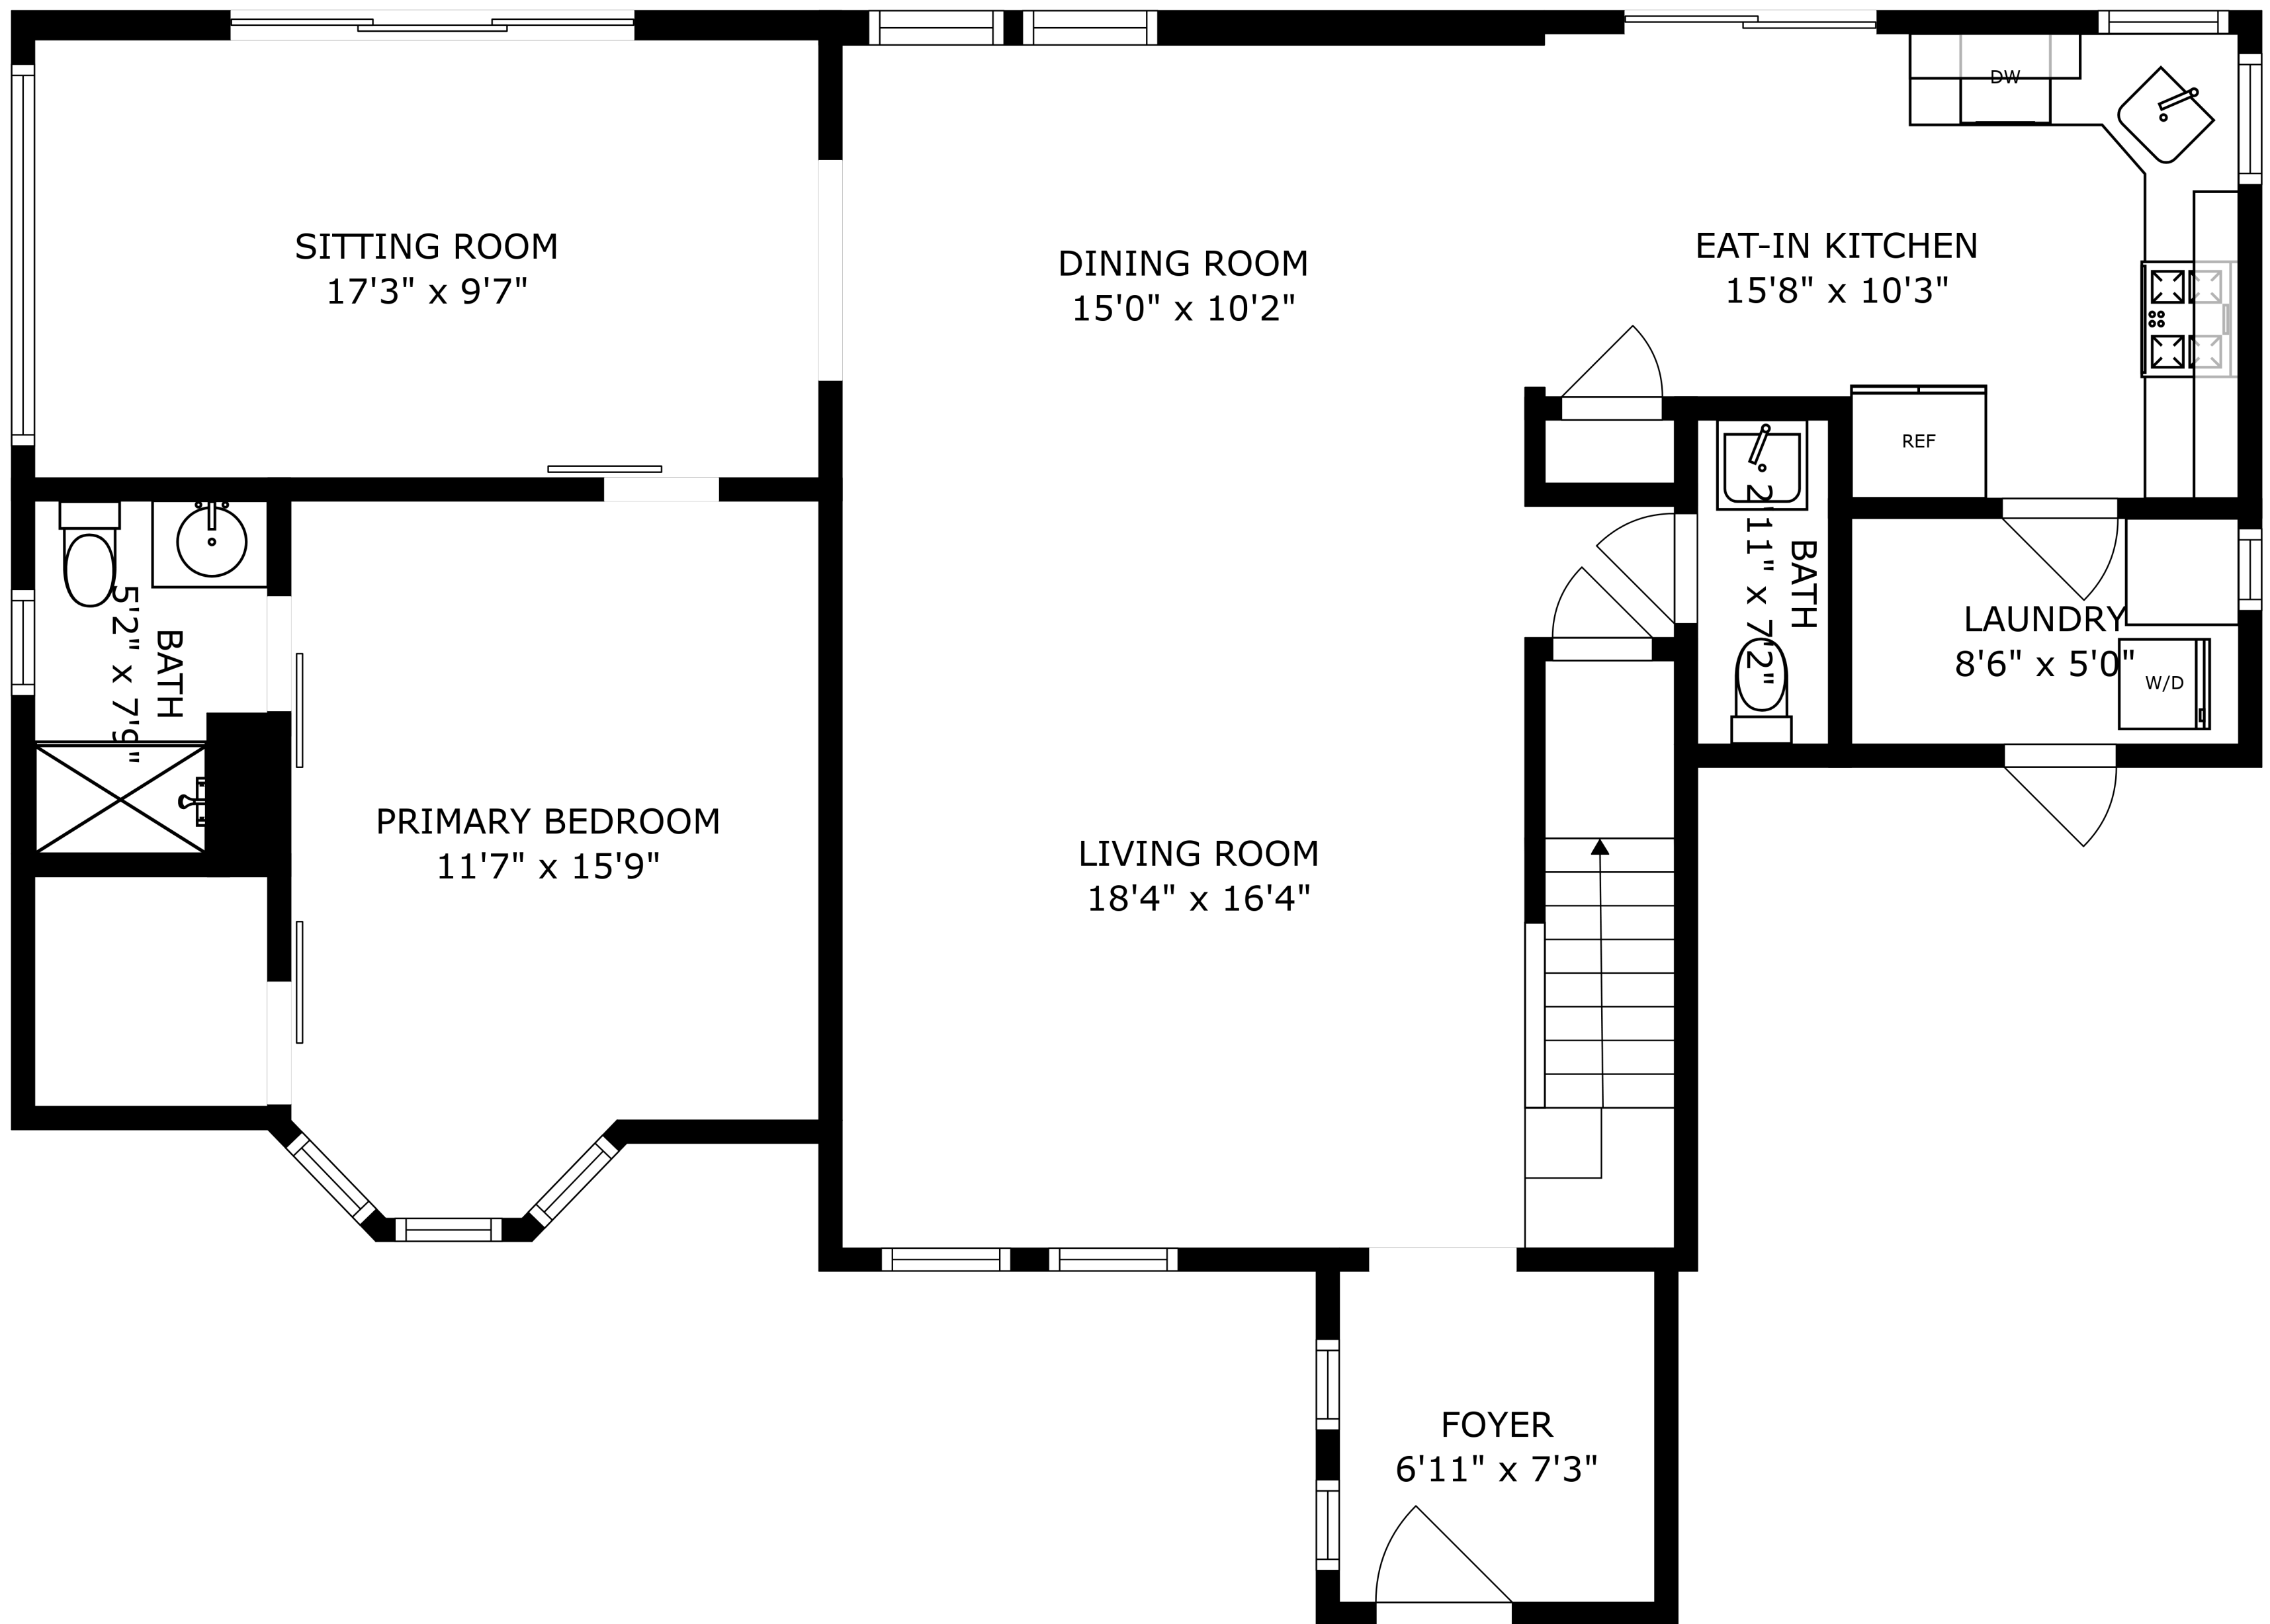 DW
SITTING ROOM
17'3" x 9'7"
DINING ROOM
15'0" x 10'2"
EAT-IN KITCHEN
15'8" x 10'3"
REF
BATH
5'2" x 7'9"
BATH
2'11" x 7'2"
LAUNDRY
8'6" x 5'0"
W/D
PRIMARY BEDROOM
11'7" x 15'9"
LIVING ROOM
18'4" x 16'4"
FOYER
6'11" x 7'3"